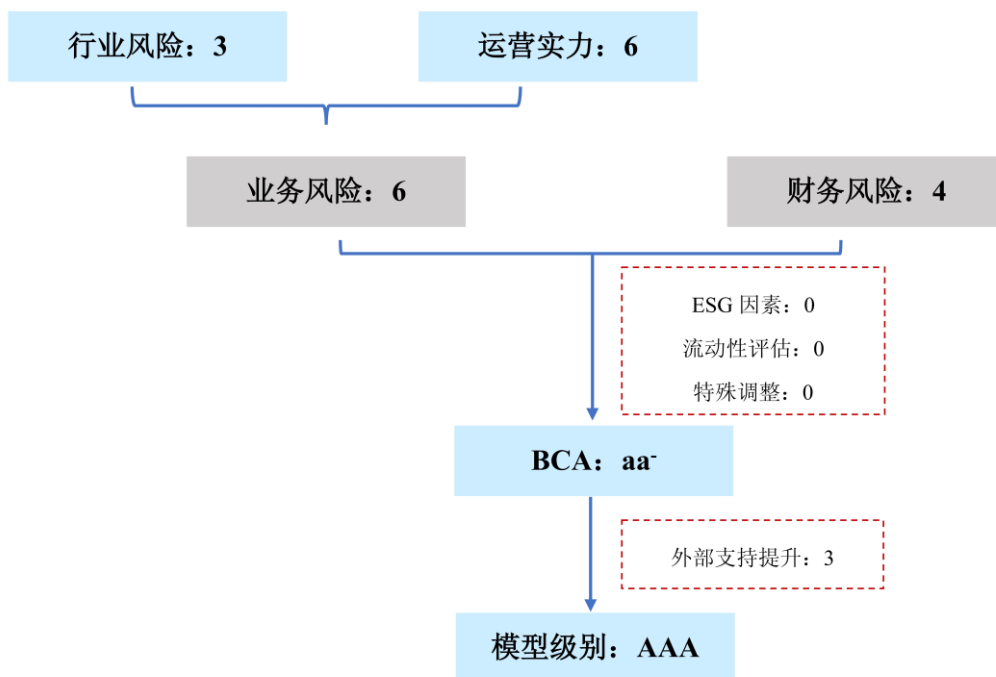 行业风险：3
运营实力：6
业务风险：6
财务风险：4
ESG 因素：0
流动性评估：0
特殊调整：0
BCA：aa-
外部支持提升：3
模型级别：AAA